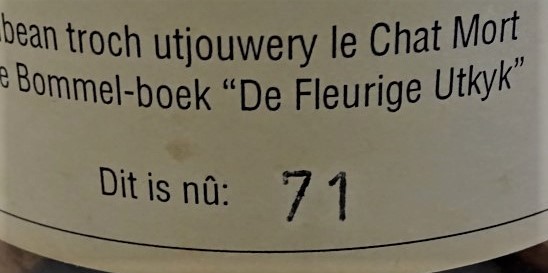 bean troch utjouwery le Chat Mort
e Bommel-boek “De Fleurige Utkyk”
Dit is nû: 71